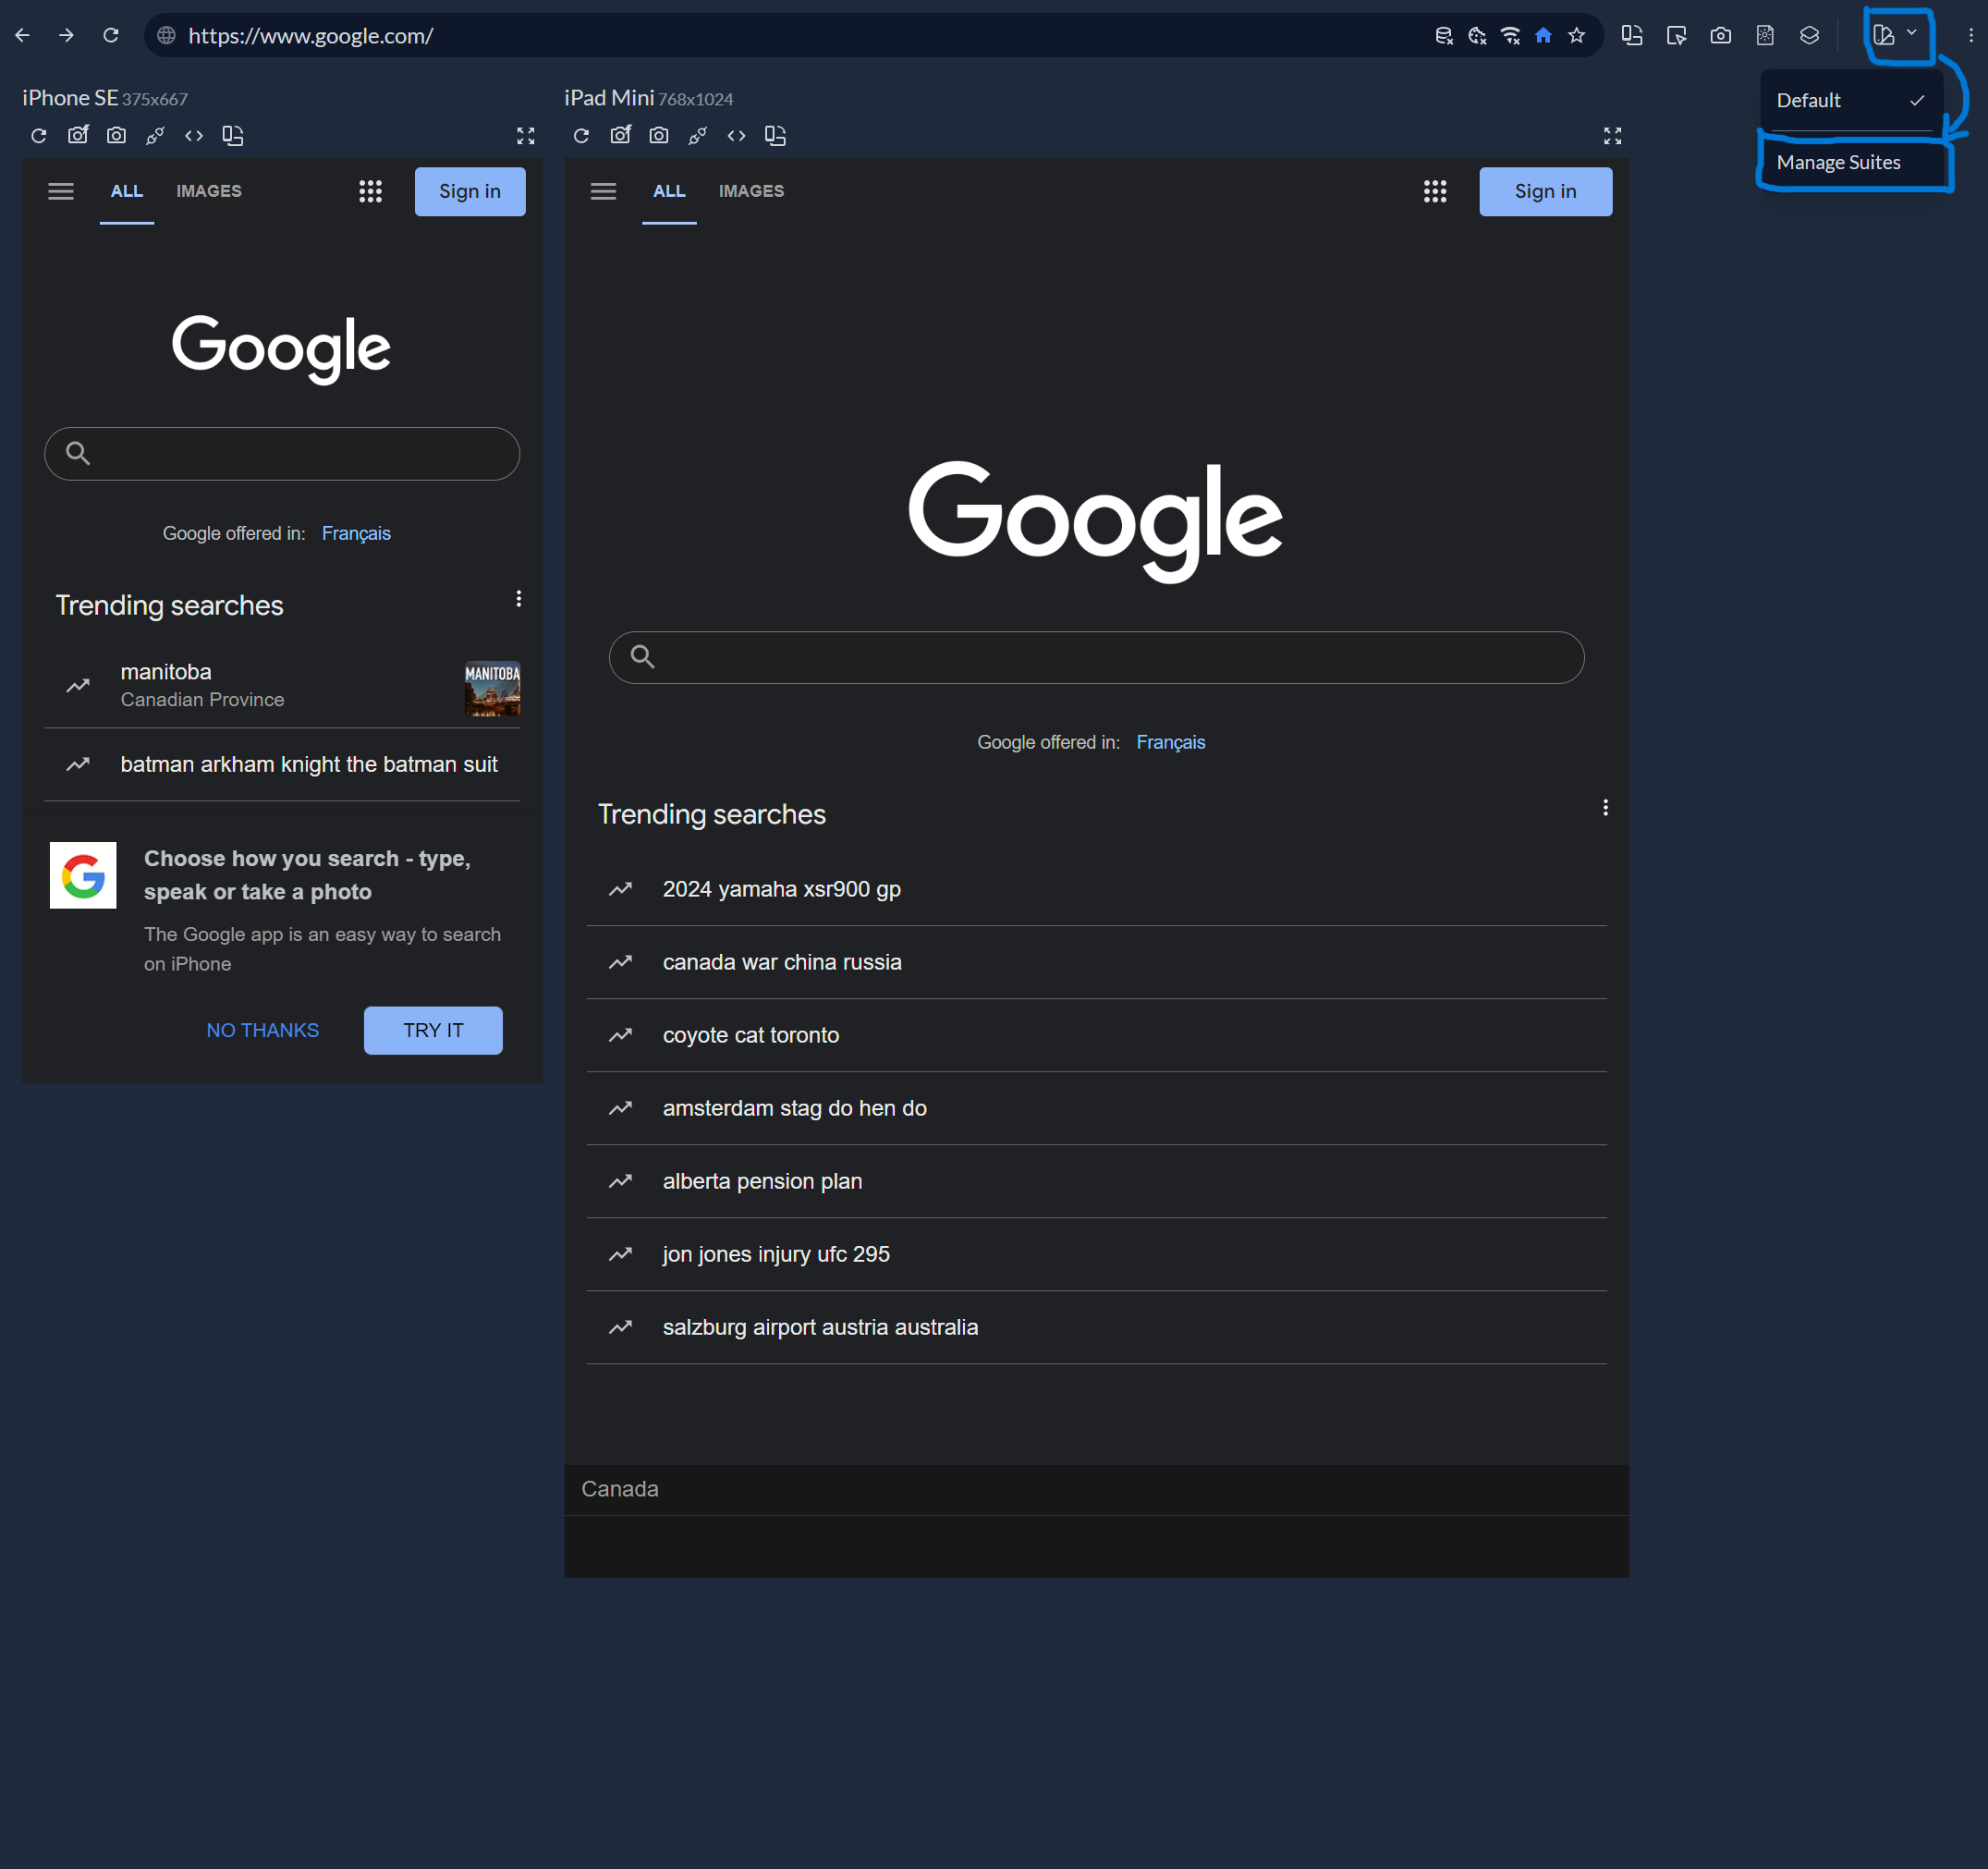 https://www.google.com/
Default
Manage Suites
iPhone SE 375x667
ALL IMAGES Sign in
Google
Google offered in: Français
Trending searches
manitoba
Canadian Province
MANITOBA
batman arkham knight the batman suit
Choose how you search - type,
speak or take a photo
The Google app is an easy way to search
on iPhone
NO THANKS TRY IT
iPad Mini 768x1024
ALL IMAGES Sign in
Google
Google offered in: Français
Trending searches
2024 yamaha xsr900 gp
canada war china russia
coyote cat toronto
amsterdam stag do hen do
alberta pension plan
jon jones injury ufc 295
salzburg airport austria australia
Canada